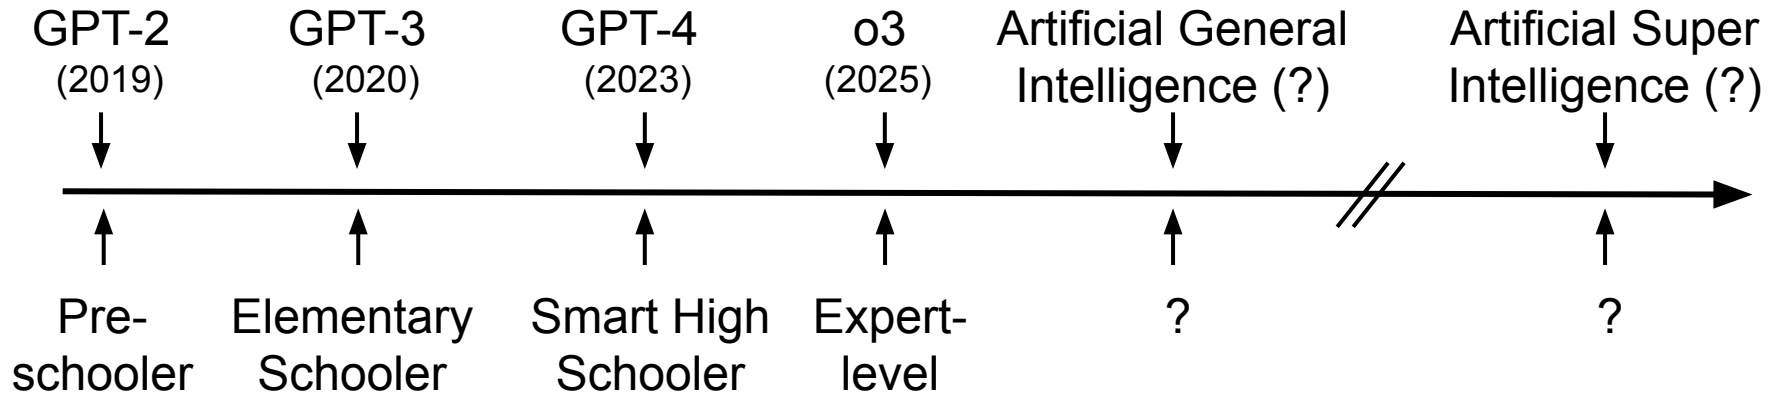 GPT-2
(2019)
GPT-3
(2020)
GPT-4
(2023)
o3
(2025)
Artificial General
Intelligence (?)
Artificial Super
Intelligence (?)
Pre-
schooler
Elementary
Schooler
Smart High
Schooler
Expert-
level
?
?